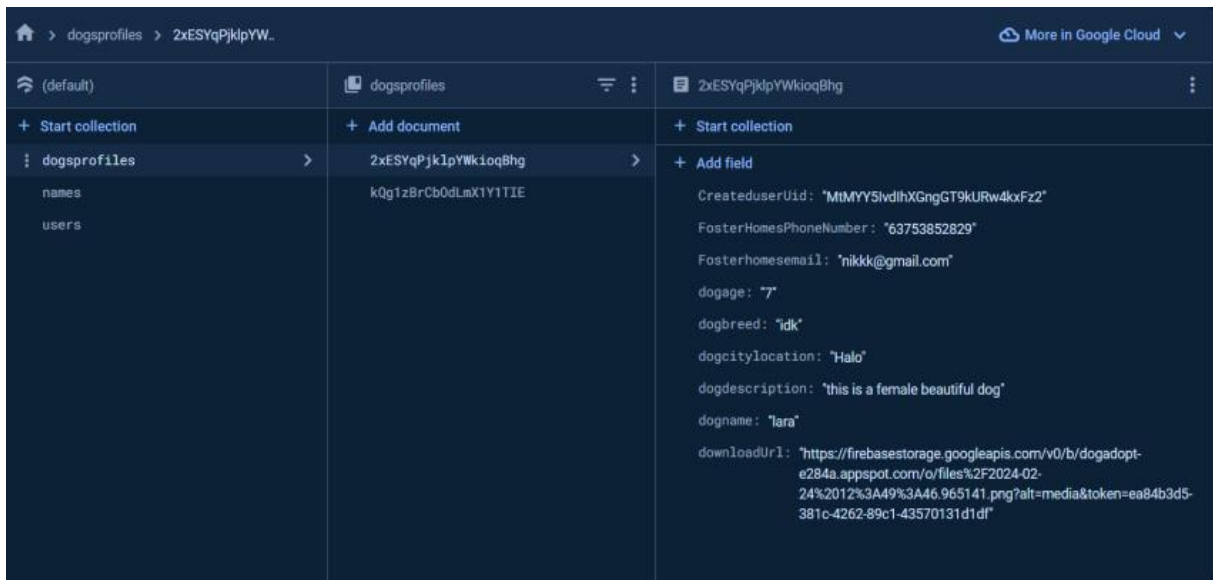 dogsprofiles > 2xESYqPjklpYW..
More in Google Cloud
(default)
dogsprofiles
2xESYqPjklpYWkioqBhg
+ Start collection
+ Add document
+ Start collection
dogsprofiles
names
users
2xESYqPjklpYWkioqBhg
kQg1zBrCbOdLmX1Y1TIE
+ Add field
CreateduserUid: "MtMYY5IvdIhXGngGT9kURw4kxFz2"
FosterHomesPhoneNumber: "63753852829"
Fosterhomesemail: "nikkk@gmail.com"
dogage: "7"
dogbreed: "idk"
dogcitylocation: "Halo"
dogdescription: "this is a female beautiful dog"
dogname: "lara"
downloadUrl: "https://firebasestorage.googleapis.com/v0/b/dogadopt-
e284a.appspot.com/o/files%2F2024-02-
24%2012%3A49%3A46.965141.png?alt=media&token=ea84b3d5-
381c-4262-89c1-43570131d1df"